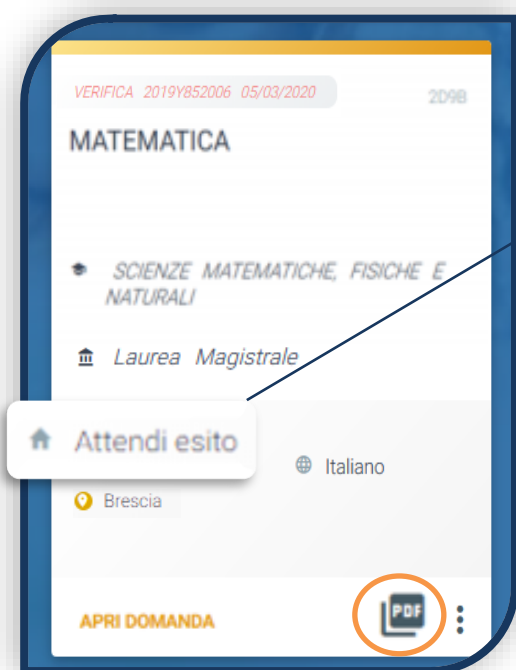 VERIFICA 2019Y852006 05/03/2020
2D9B
MATEMATICA
SCIENZE MATEMATICHE, FISICHE E
NATURALI
Laurea Magistrale
Attendi esito
Italiano
Brescia
APRI DOMANDA
PDF